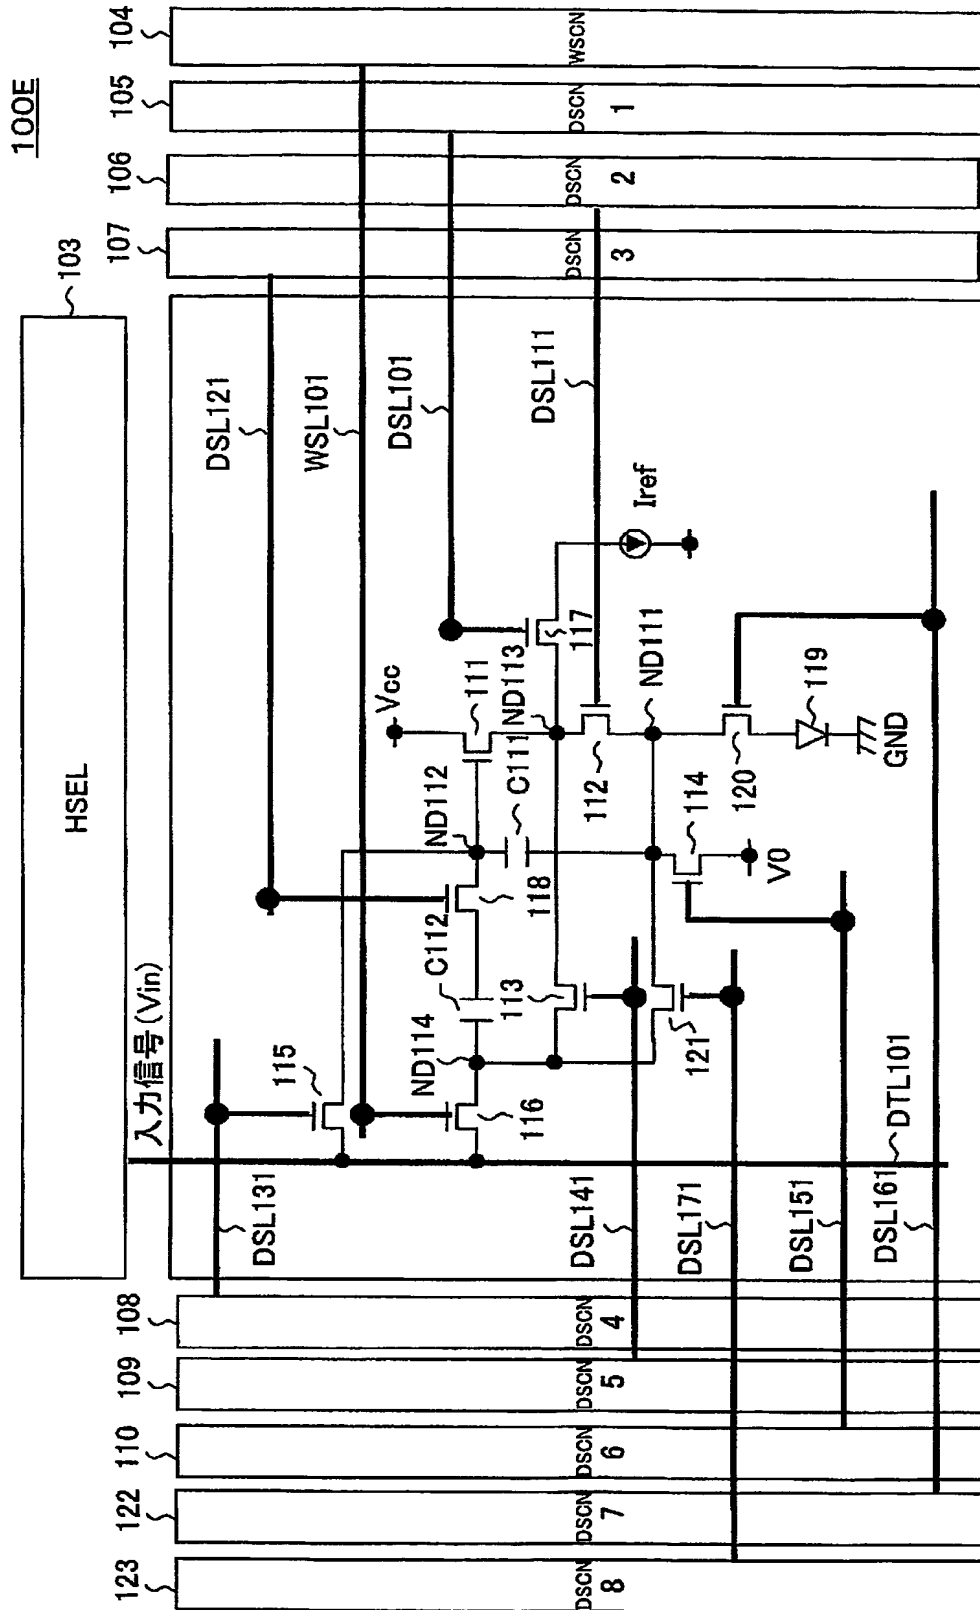 100E
HSEL
103
104
105
106
107
WSCN
DSCN
1
DSCN
2
DSCN
3
入力信号(Vin)
DSL121
WSL101
DSL101
DSL111
DSL131
115
116
ND114
C112
113
118
ND112
C111
111
Vcc
ND113
117
Iref
112
ND111
114
V0
120
119
GND
121
DTL101
DSL141
DSL171
DSL151
DSL161
108
DSCN
4
109
DSCN
5
110
DSCN
6
122
DSCN
7
123
DSCN
8